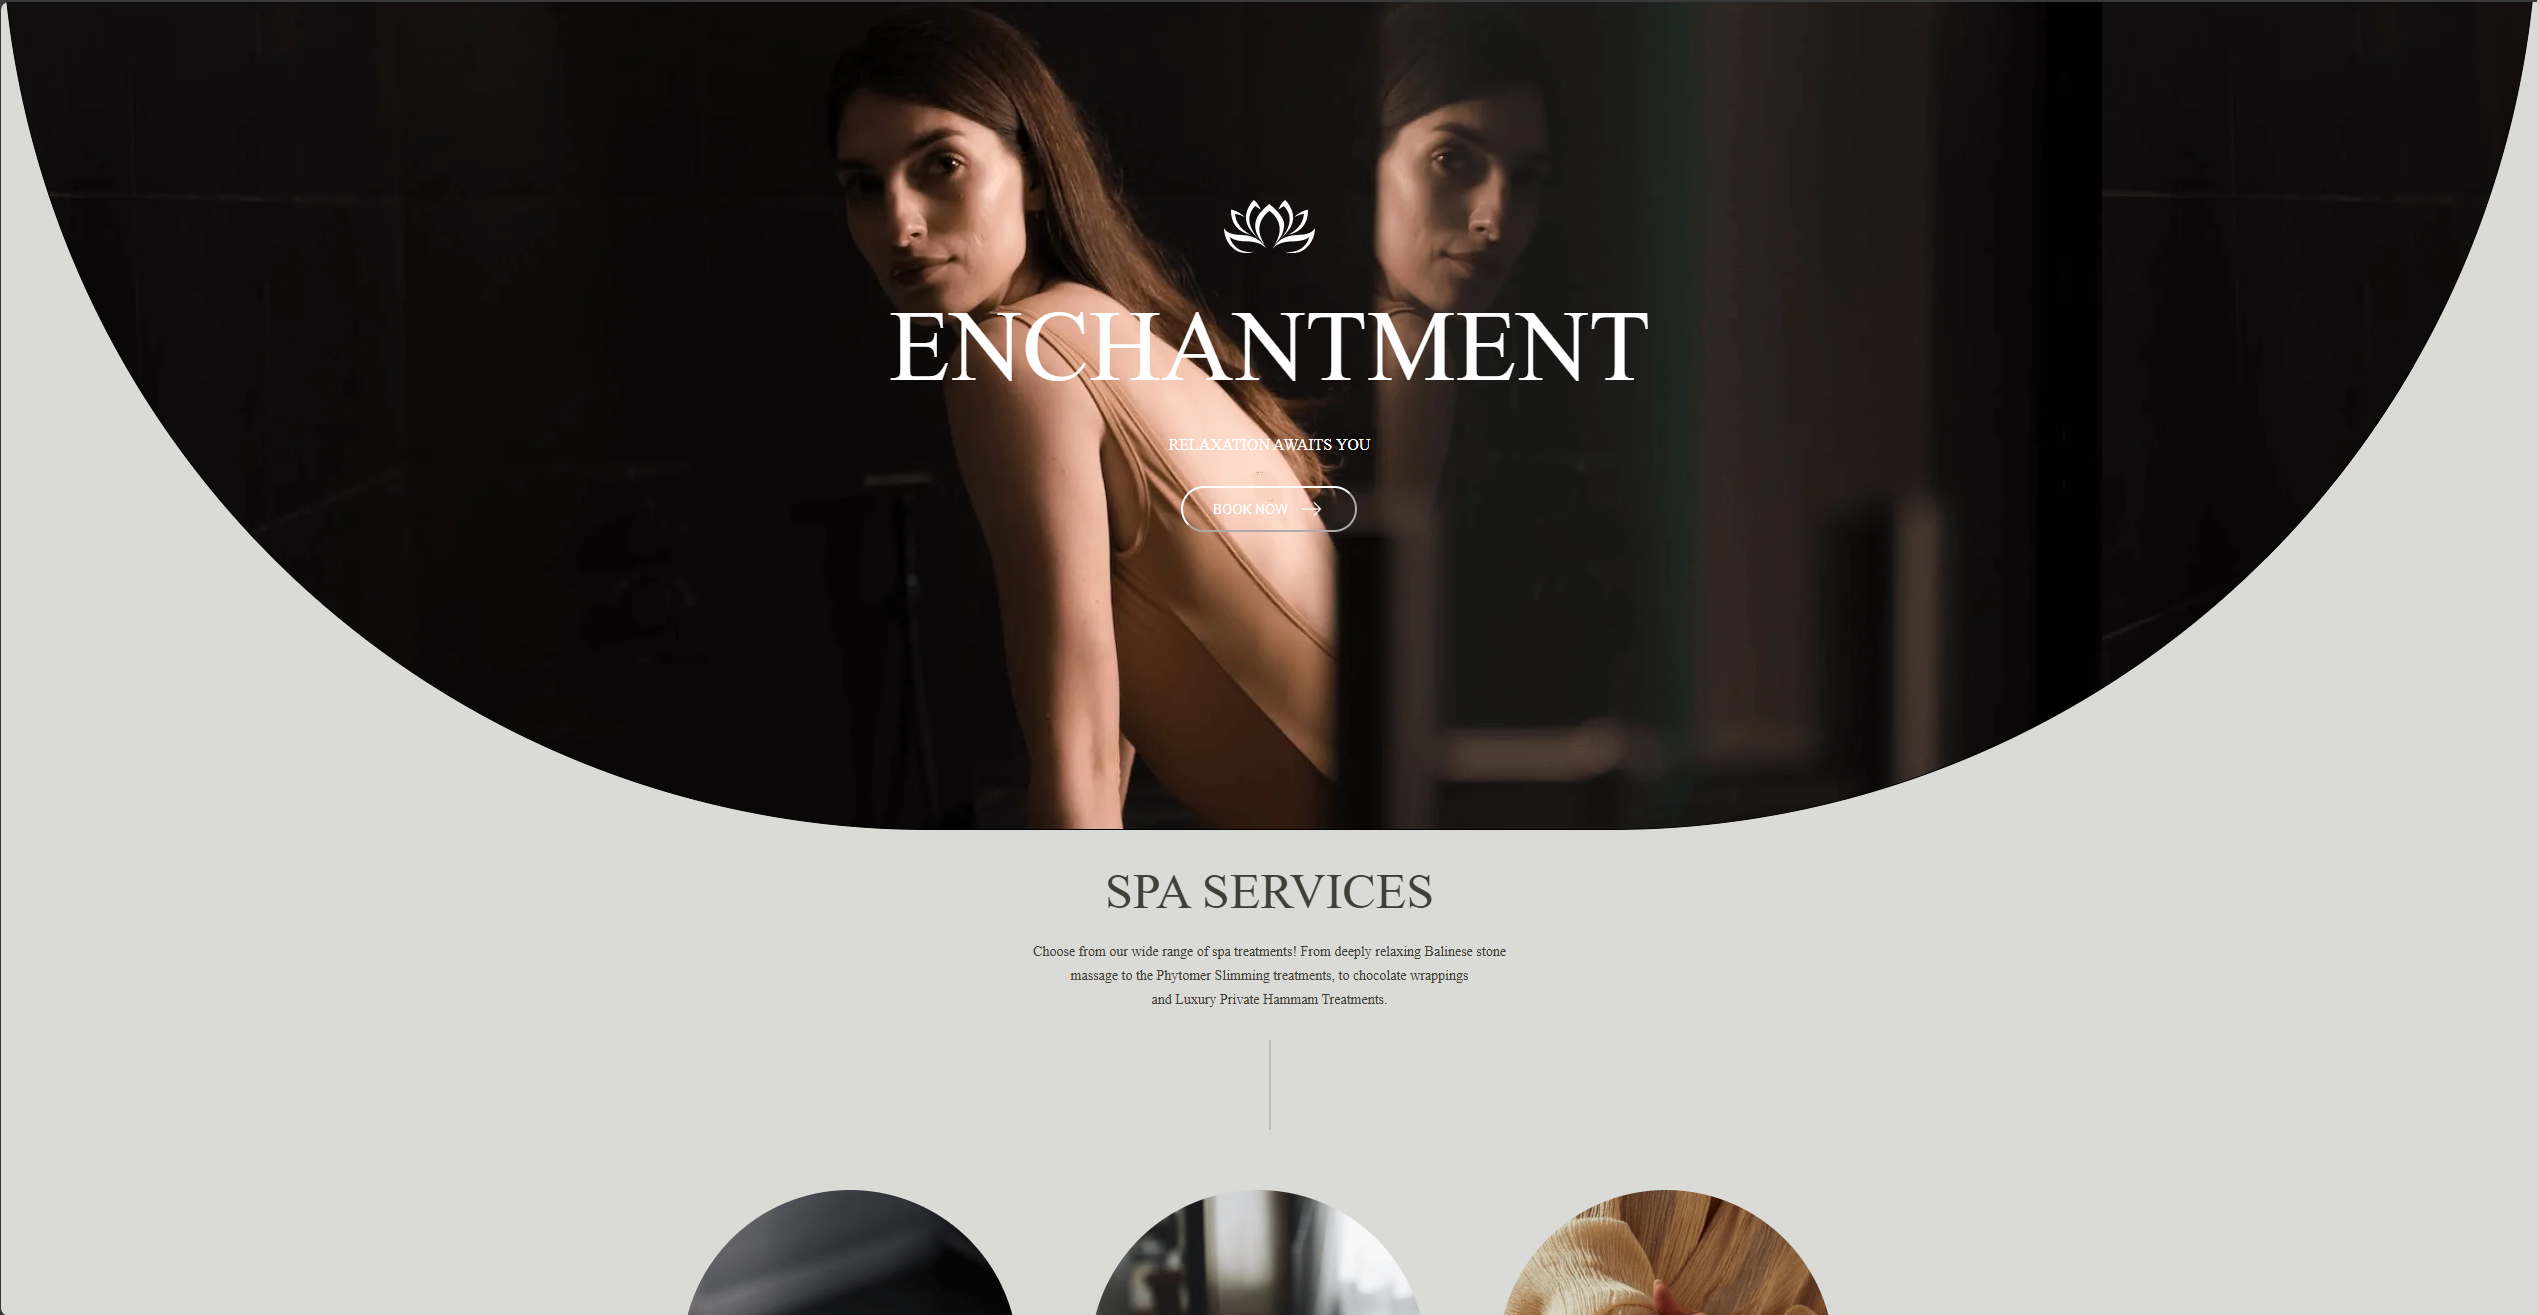 ENCHANTMENT
RELAXATION AWAITS YOU
BOOK NOW
SPA SERVICES
Choose from our wide range of spa treatments! From deeply relaxing Balinese stone
massage to the Phytomer Slimming treatments, to chocolate wrappings
and Luxury Private Hammam Treatments.